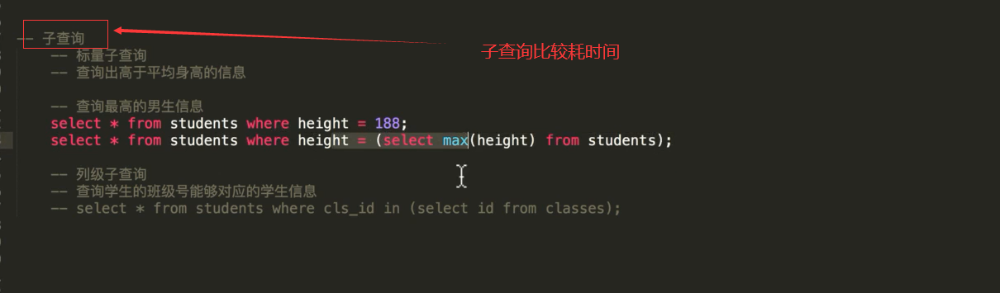 -- 子查询
子查询比较耗时间
-- 标量子查询
-- 查询出高于平均身高的信息
-- 查询最高的男生信息
select * from students where height = 188;
select * from students where height = (select max(height) from students);
-- 列级子查询
-- 查询学生的班级号能够对应的学生信息
-- select * from students where cls_id in (select id from classes);